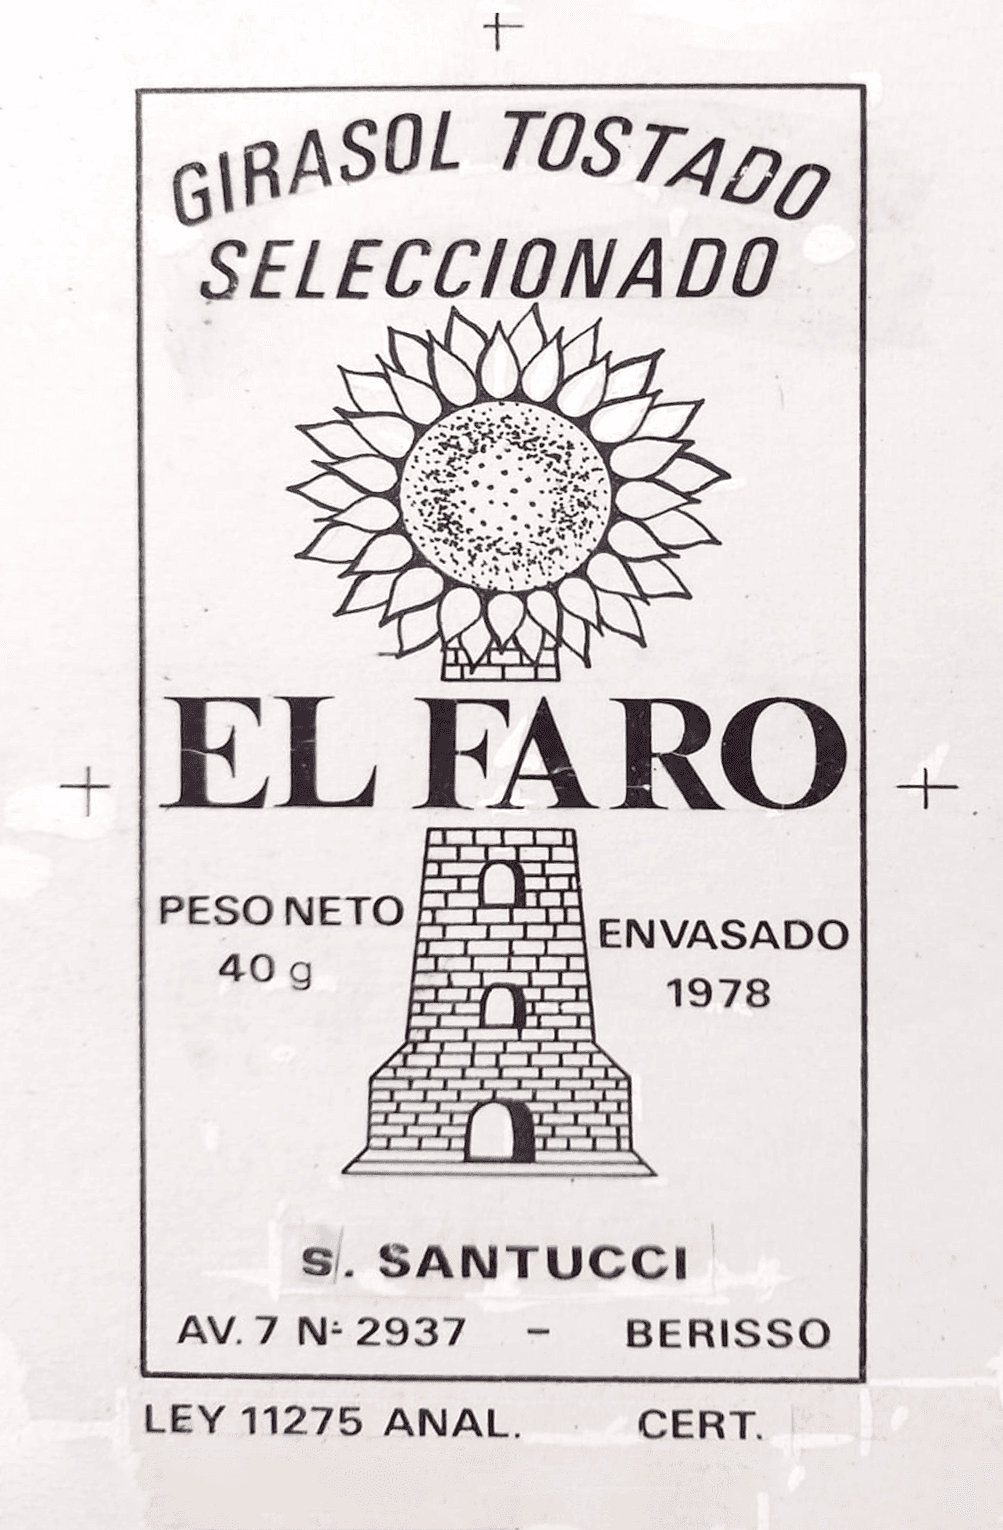 GIRASOL TOSTADO
SELECCIONADO
EL FARO
PESO NETO
40 g
ENVASADO
1978
S. SANTUCCI
AV. 7 Nº 2937 - BERISSO
LEY 11275 ANAL. CERT.